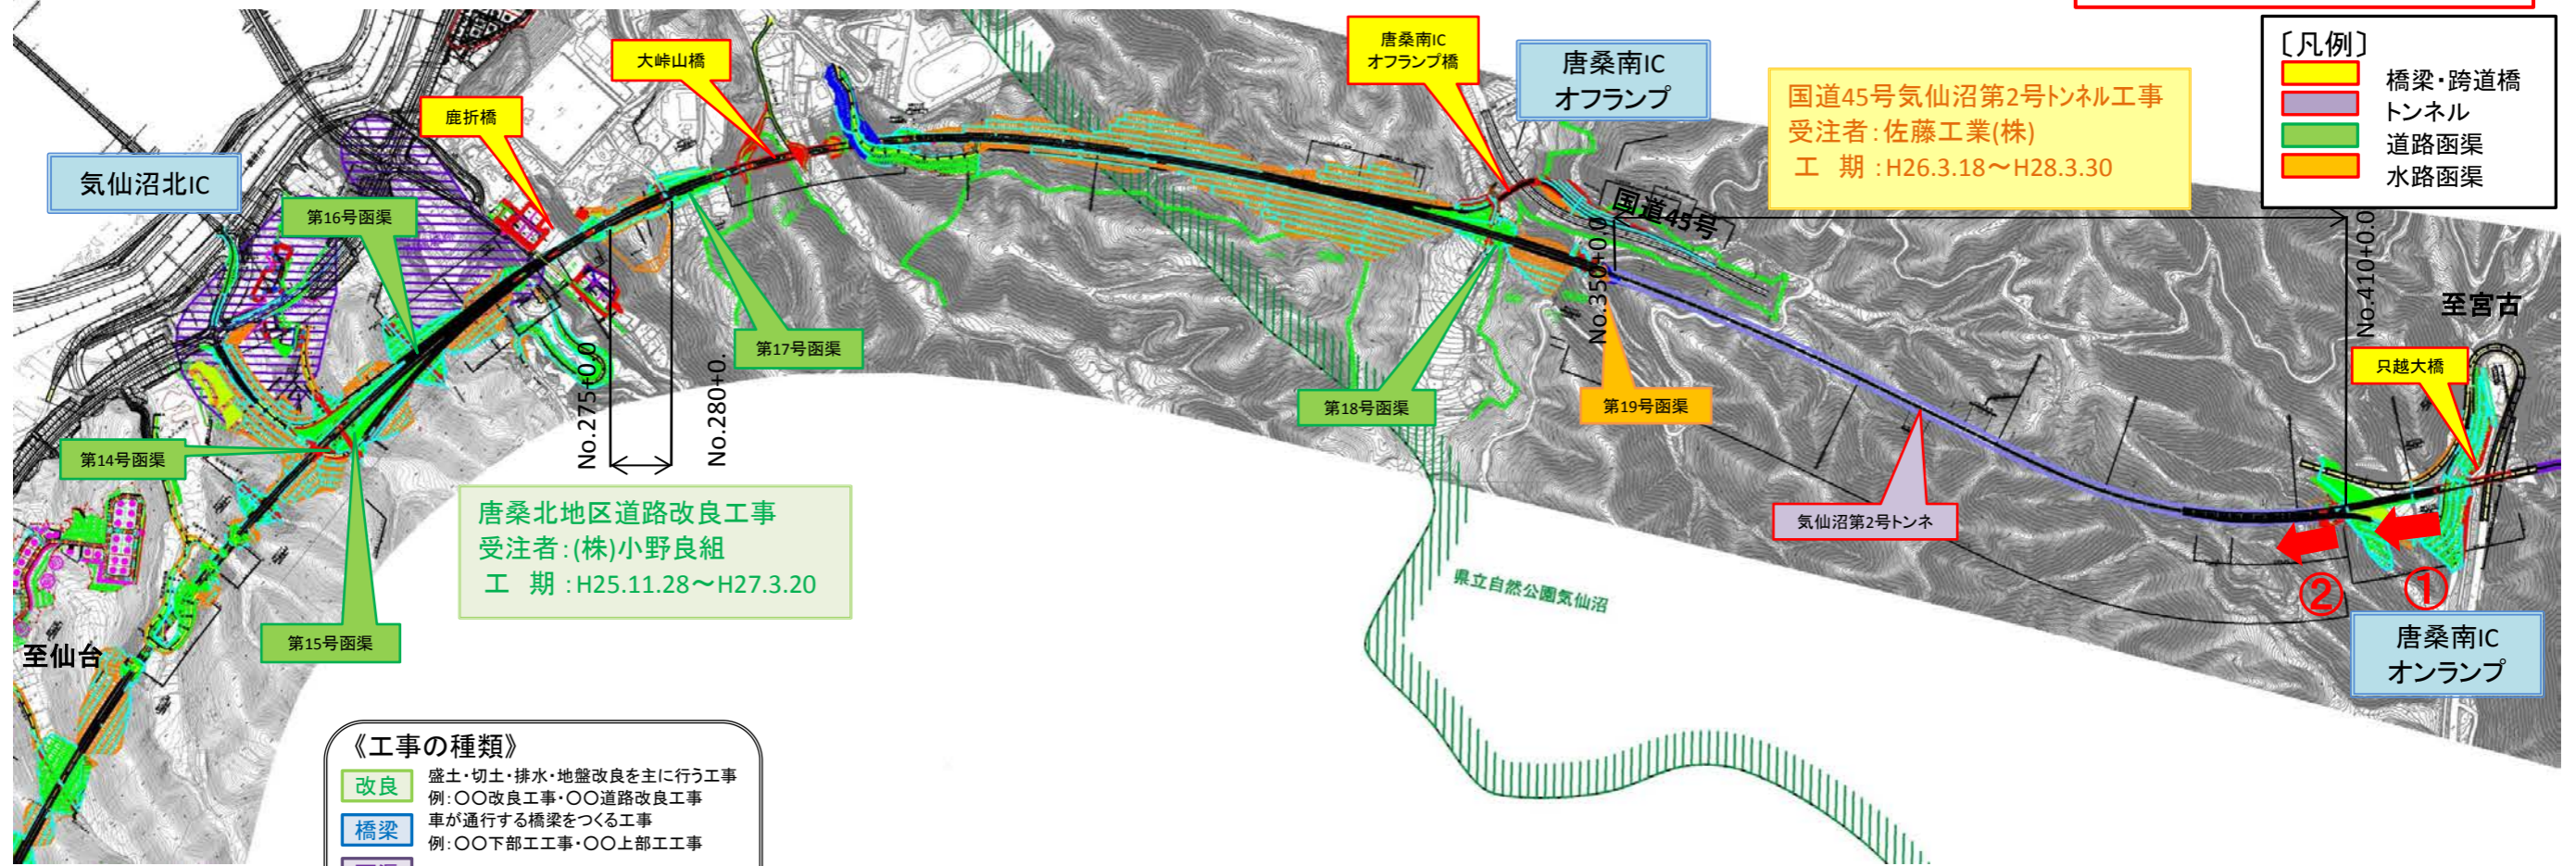 〔凡例〕
橋梁・跨道橋
トンネル
道路函渠
水路函渠
大峠山橋
唐桑南IC
オフランプ橋
唐桑南IC
オフランプ
国道45号気仙沼第2号トンネル工事
受注者:佐藤工業(株)
工 期:H26.3.18～H28.3.30
鹿折橋
気仙沼北IC
第16号函渠
国道45号
No.350+0.0
No.410+0.0
至宮古
第17号函渠
只越大橋
No.275+0.0
No.280+0.
第18号函渠
第19号函渠
第14号函渠
唐桑北地区道路改良工事
受注者:(株)小野良組
工 期:H25.11.28～H27.3.20
気仙沼第2号トンネ
県立自然公園気仙沼
②
①
第15号函渠
至仙台
唐桑南IC
オンランプ
《工事の種類》
改良
盛土・切土・排水・地盤改良を主に行う工事
例:〇〇改良工事・〇〇道路改良工事
橋梁
車が通行する橋梁をつくる工事
例:〇〇下部工工事・〇〇上部工工事